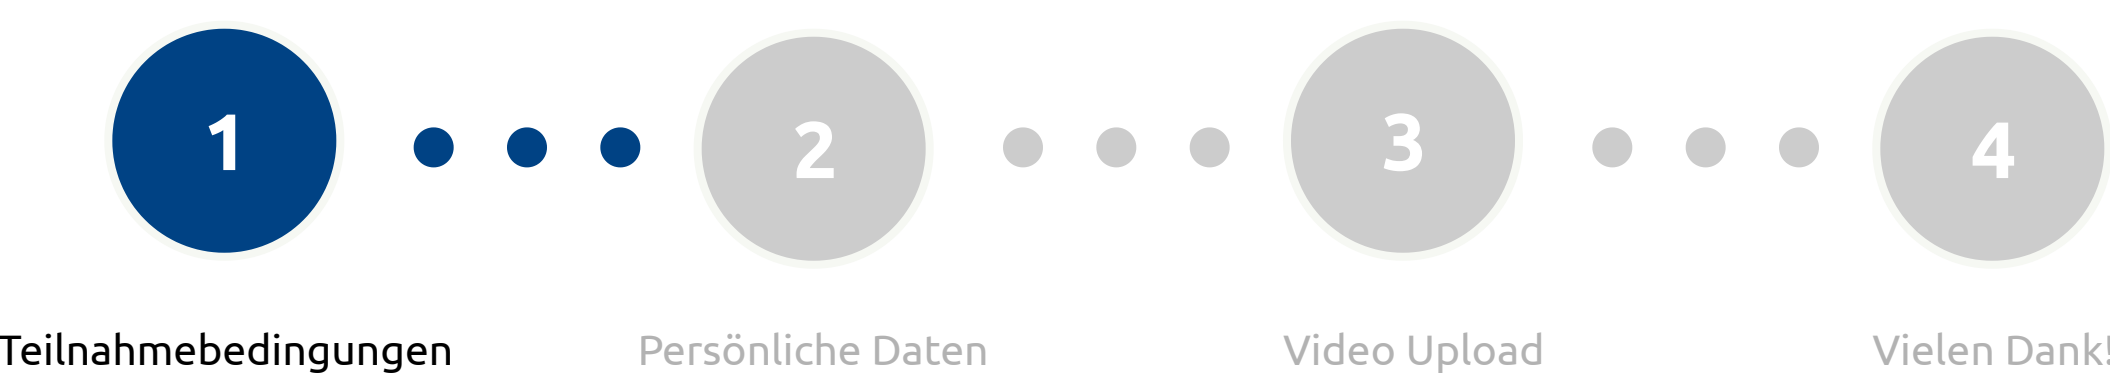 1 2 3 4
Teilnahmebedingungen Persönliche Daten Video Upload Vielen Dank!